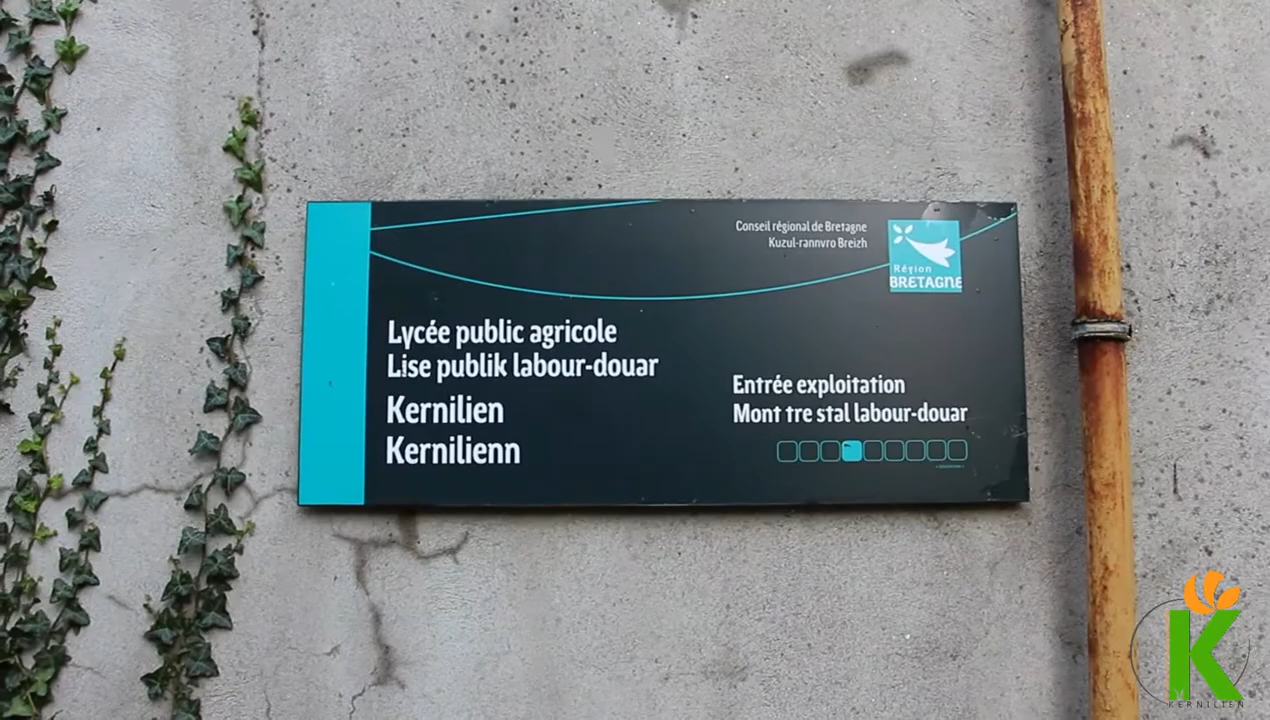 Conseil régional de Bretagne
Kuzul-rannvro Breizh
Région
BRETAGNE
Lycée public agricole
Lise publik labour-douar
Kernilien
Kernilienn
Entrée exploitation
Mont tre stal labour-douar
K
KERNILIEN